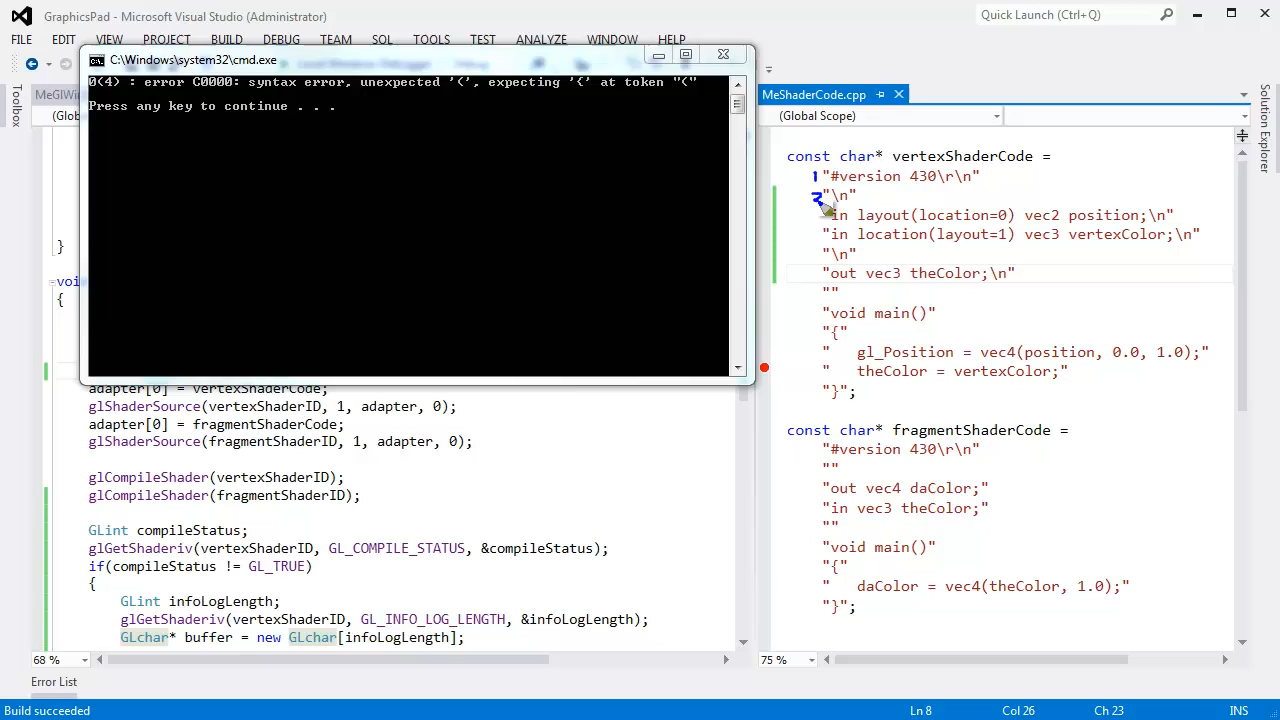 GraphicsPad - Microsoft Visual Studio (Administrator)
Quick Launch (Ctrl+Q)
FILE EDIT VIEW PROJECT BUILD DEBUG TEAM SQL TOOLS TEST ANALYZE WINDOW HELP
C:\Windows\system32\cmd.exe
0(4) : error C0000: syntax error, unexpected '(', expecting '{' at token "("
Press any key to continue . . .
Toolbox
MeGlWin
(Glob
}
void
{
adapter[0] = vertexShaderCode;
glShaderSource(vertexShaderID, 1, adapter, 0);
adapter[0] = fragmentShaderCode;
glShaderSource(fragmentShaderID, 1, adapter, 0);
glCompileShader(vertexShaderID);
glCompileShader(fragmentShaderID);
GLint compileStatus;
glGetShaderiv(vertexShaderID, GL_COMPILE_STATUS, &compileStatus);
if(compileStatus != GL_TRUE)
{
GLint infoLogLength;
glGetShaderiv(vertexShaderID, GL_INFO_LOG_LENGTH, &infoLogLength);
GLchar* buffer = new GLchar[infoLogLength];
68 %
MeShaderCode.cpp
(Global Scope)
const char* vertexShaderCode =
1 "#version 430\r\n"
2 "\n"
"in layout(location=0) vec2 position;\n"
"in location(layout=1) vec3 vertexColor;\n"
"\n"
"out vec3 theColor;\n"
""
"void main()"
"{"
"   gl_Position = vec4(position, 0.0, 1.0);"
"   theColor = vertexColor;"
"}";
const char* fragmentShaderCode =
"#version 430\r\n"
""
"out vec4 daColor;"
"in vec3 theColor;"
""
"void main()"
"{"
"   daColor = vec4(theColor, 1.0);"
"}";
75 %
Solution Explorer
Error List
Build succeeded
Ln 8 Col 26 Ch 23 INS